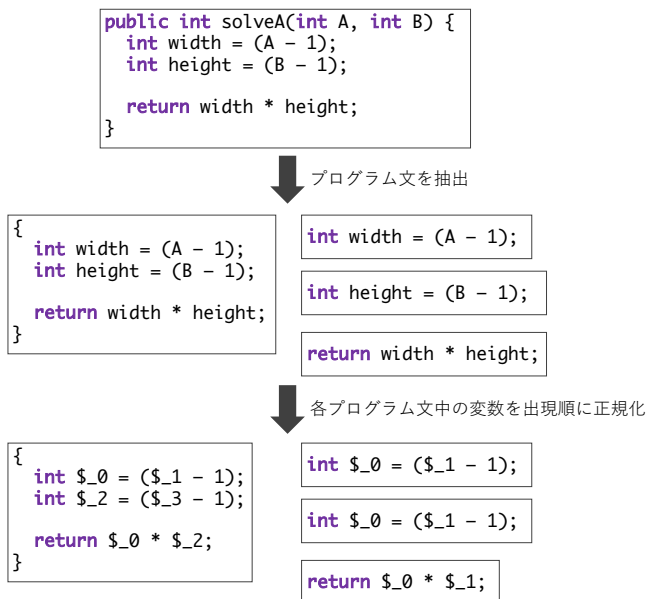 public int solveA(int A, int B) {
  int width = (A – 1);
  int height = (B – 1);
  return width * height;
}
プログラム文を抽出
{
  int width = (A – 1);
  int height = (B – 1);
  return width * height;
}
int width = (A – 1);
int height = (B – 1);
return width * height;
各プログラム文中の変数を出現順に正規化
{
  int $_0 = ($_1 – 1);
  int $_2 = ($_3 – 1);
  return $_0 * $_2;
}
int $_0 = ($_1 – 1);
int $_0 = ($_1 – 1);
return $_0 * $_1;